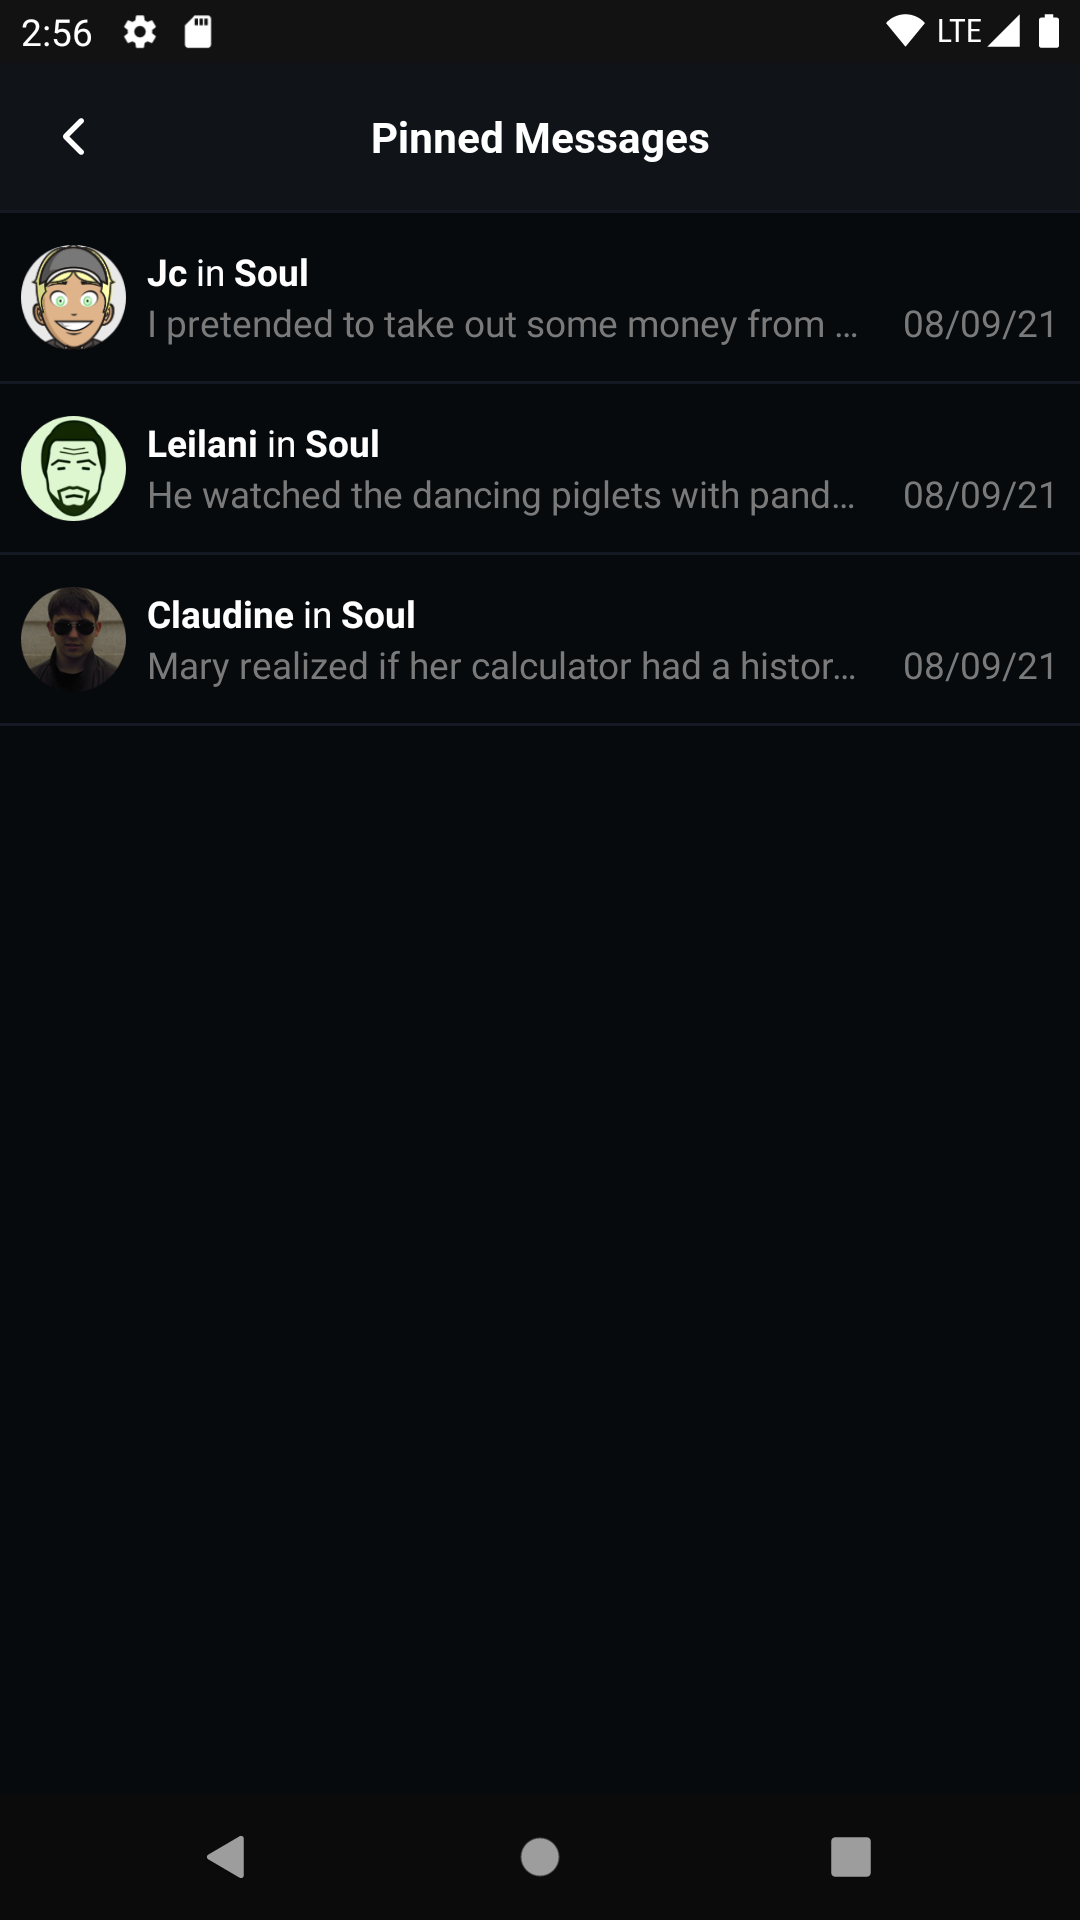 2:56 LTE
Pinned Messages
Jc in Soul
I pretended to take out some money from ... 08/09/21
Leilani in Soul
He watched the dancing piglets with pand... 08/09/21
Claudine in Soul
Mary realized if her calculator had a histor... 08/09/21